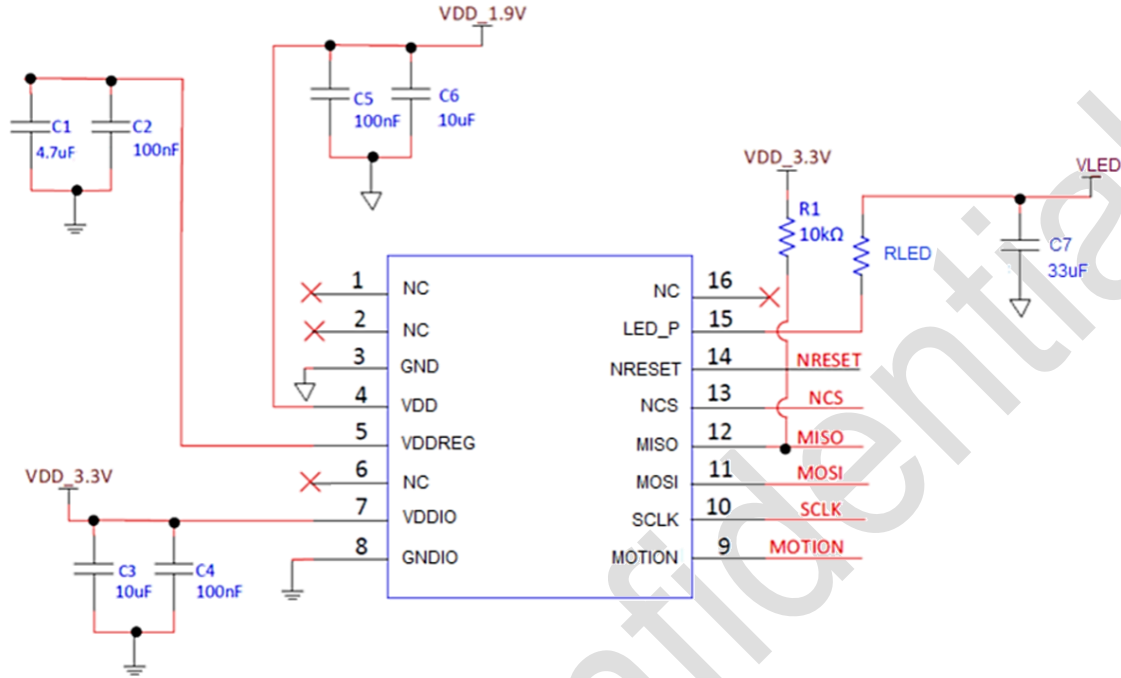 VDD_1.9V
C5
100nF
C6
10uF
C1
4.7uF
C2
100nF
VDD_3.3V
R1
10kΩ
VLED
RLED
C7
33uF
1 NC
2 NC
3 GND
4 VDD
5 VDDREG
6 NC
7 VDDIO
8 GNDIO
NC 16
LED_P 15
NRESET 14 NRESET
NCS 13 NCS
MISO 12 MISO
MOSI 11 MOSI
SCLK 10 SCLK
MOTION 9 MOTION
VDD_3.3V
C3
10uF
C4
100nF
fidential